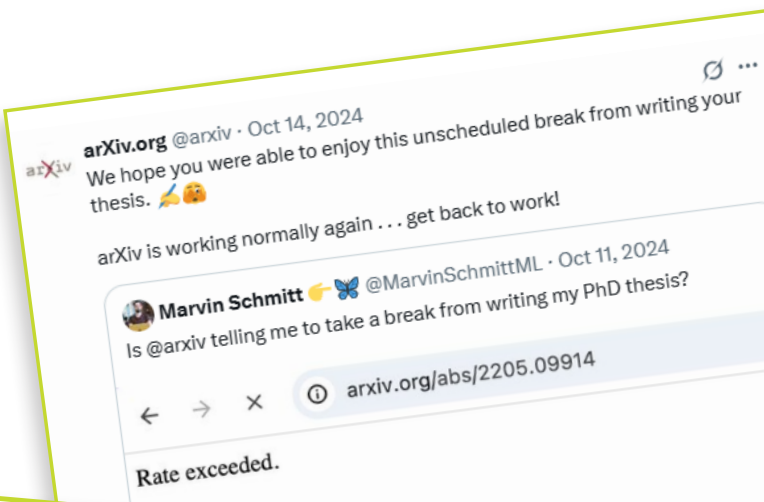 arXiv
arXiv.org @arxiv · Oct 14, 2024
We hope you were able to enjoy this unscheduled break from writing your
thesis. ✍️🫣
arXiv is working normally again . . . get back to work!
Marvin Schmitt 👉🦋 @MarvinSchmittML · Oct 11, 2024
Is @arxiv telling me to take a break from writing my PhD thesis?
arxiv.org/abs/2205.09914
Rate exceeded.